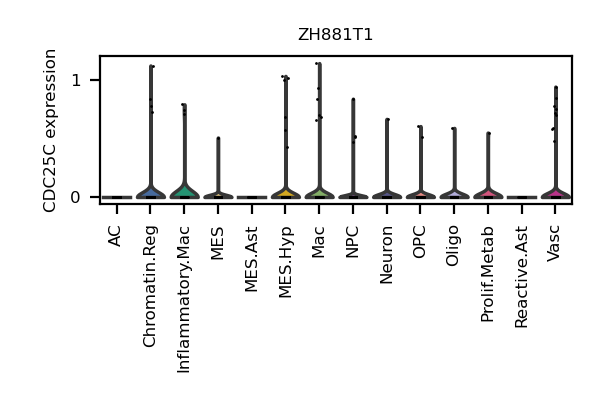 ZH881T1
CDC25C expression
1
0
AC
Chromatin.Reg
Inflammatory.Mac
MES
MES.Ast
MES.Hyp
Mac
NPC
Neuron
OPC
Oligo
Prolif.Metab
Reactive.Ast
Vasc